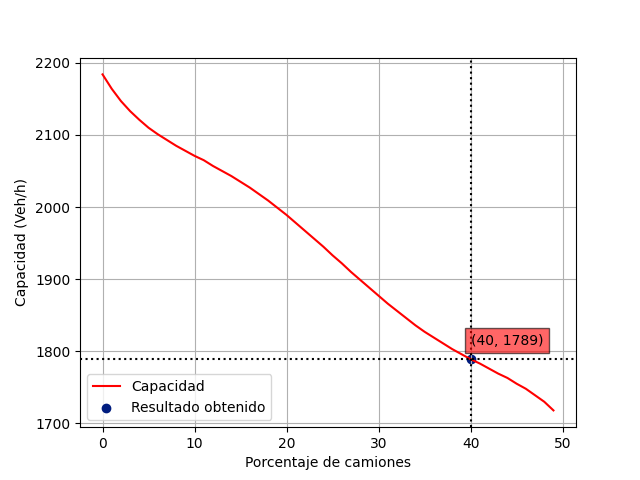 2200
2100
2000
1900
1800
1700
Capacidad (Veh/h)
(40, 1789)
Capacidad
Resultado obtenido
0 10 20 30 40 50
Porcentaje de camiones